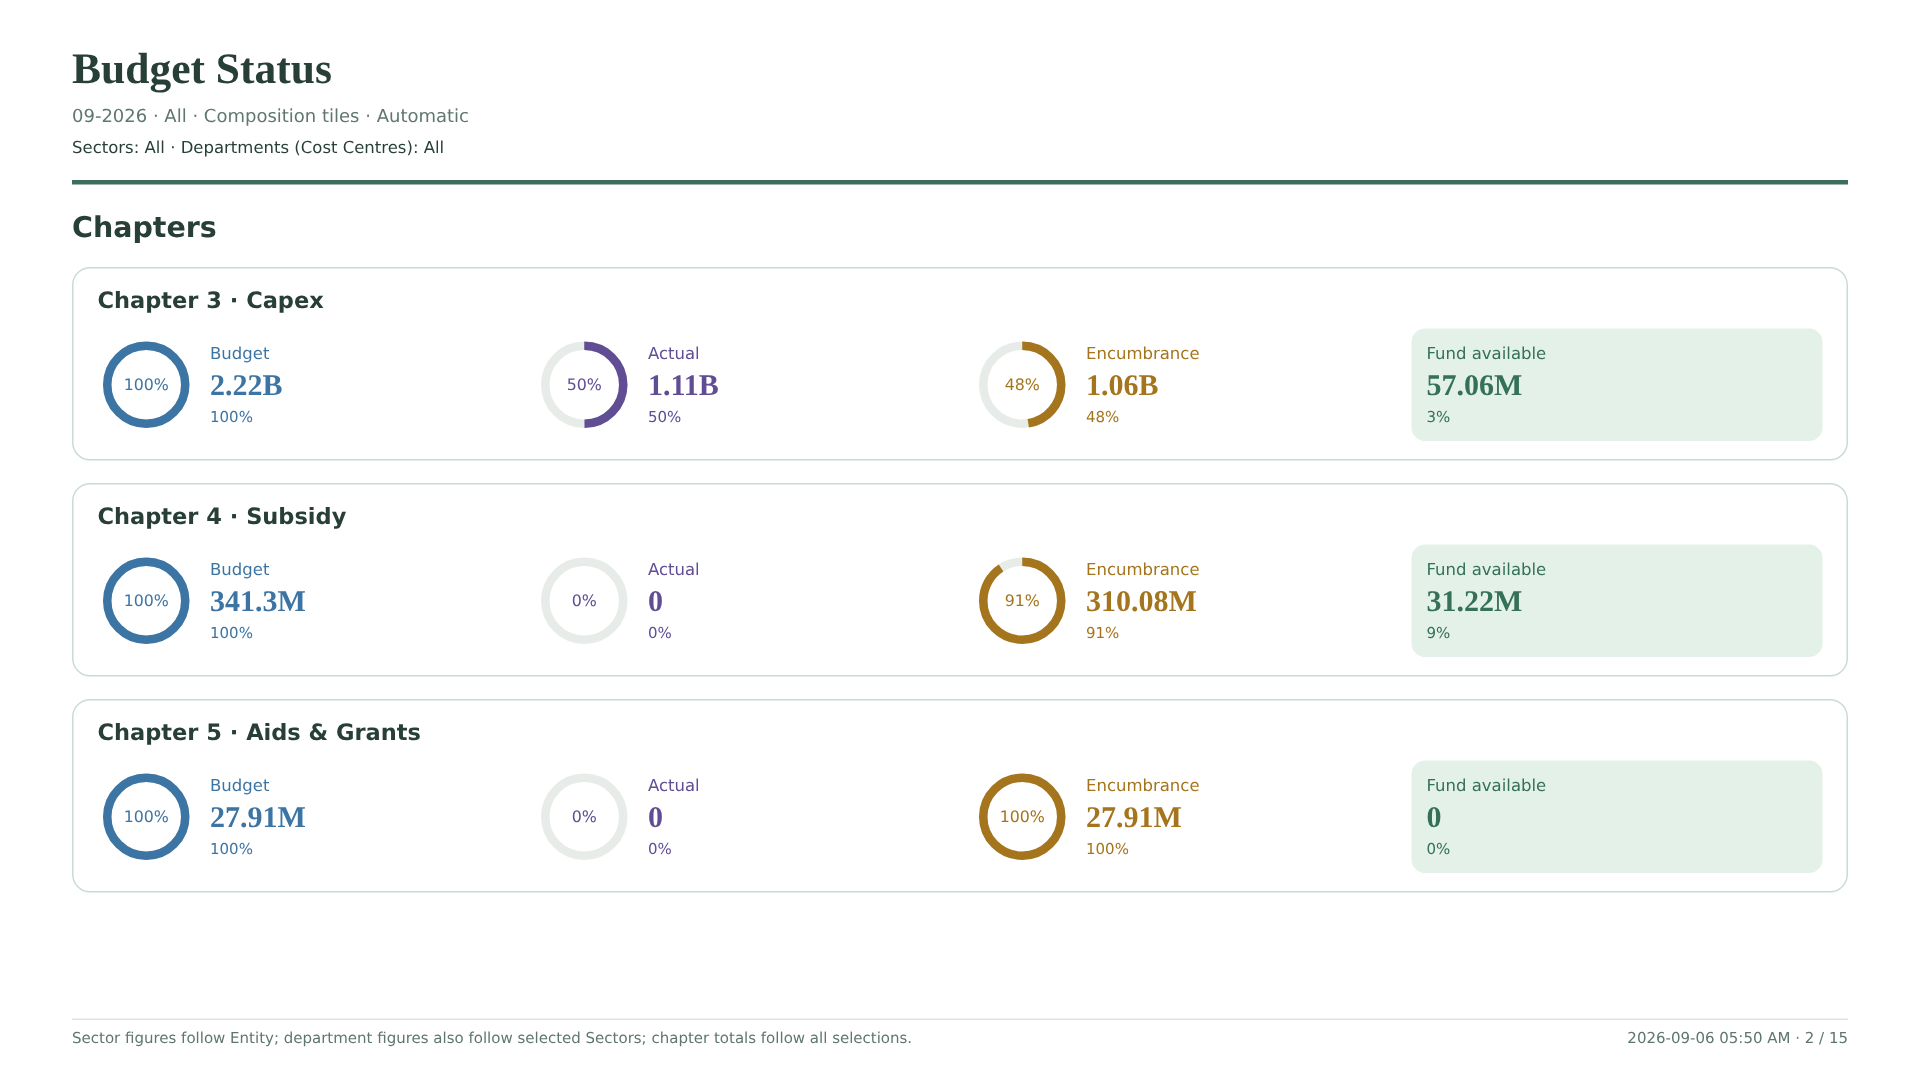 Budget Status
09-2026 · All · Composition tiles · Automatic
Sectors: All · Departments (Cost Centres): All
Chapters
Chapter 3 · Capex
100%
Budget
2.22B
100%
50%
Actual
1.11B
50%
48%
Encumbrance
1.06B
48%
Fund available
57.06M
3%
Chapter 4 · Subsidy
100%
Budget
341.3M
100%
0%
Actual
0
0%
91%
Encumbrance
310.08M
91%
Fund available
31.22M
9%
Chapter 5 · Aids & Grants
100%
Budget
27.91M
100%
0%
Actual
0
0%
100%
Encumbrance
27.91M
100%
Fund available
0
0%
Sector figures follow Entity; department figures also follow selected Sectors; chapter totals follow all selections.
2026-09-06 05:50 AM · 2 / 15